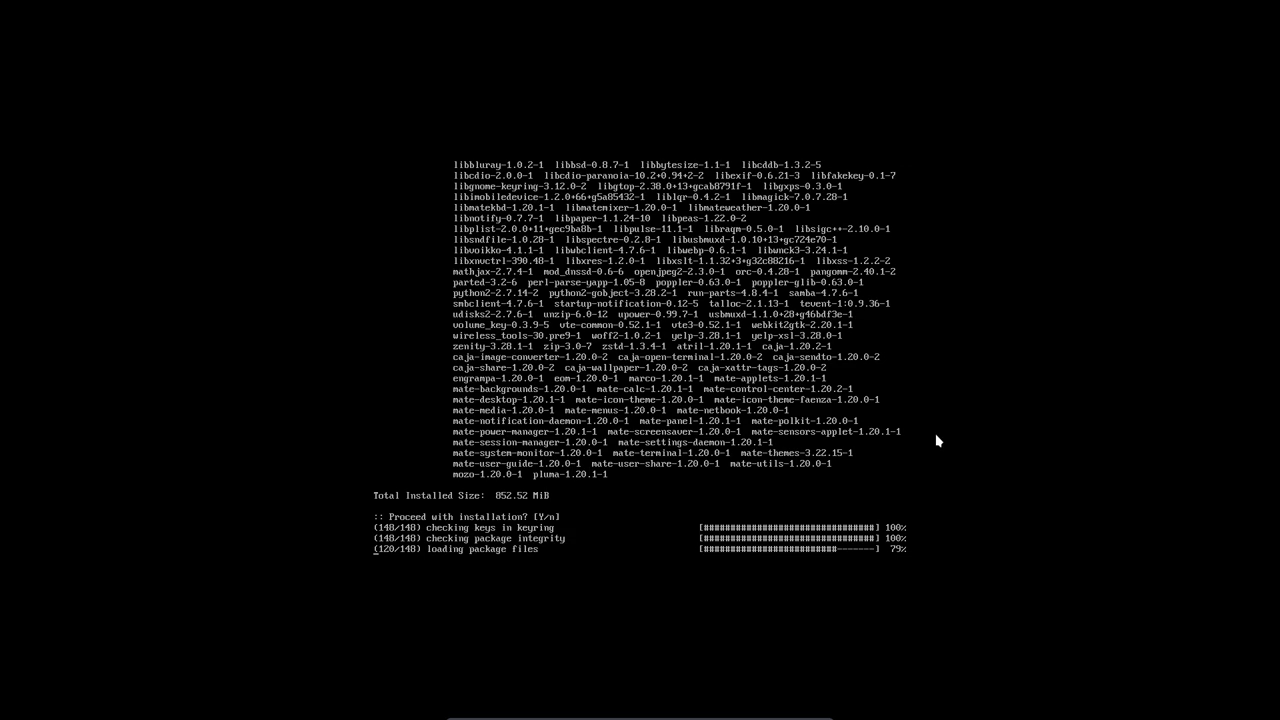 libbluray-1.0.2-1  libbsd-0.8.7-1  libbytesize-1.1-1  libcddb-1.3.2-5
libcdio-2.0.0-1  libcdio-paranoia-10.2+0.94+2-2  libexif-0.6.21-3  libfakekey-0.1-7
libgnome-keyring-3.12.0-2  libgtop-2.38.0+13+gcab8791f-1  libgxps-0.3.0-1
libimobiledevice-1.2.0+66+g5a85432-1  liblqr-0.4.2-1  libmagick-7.0.7.28-1
libmatekbd-1.20.1-1  libmatemixer-1.20.0-1  libmateweather-1.20.0-1
libnotify-0.7.7-1  libpaper-1.1.24-10  libpeas-1.22.0-2
libplist-2.0.0+11+gec9ba8b-1  libpulse-11.1-1  libraqm-0.5.0-1  libsigc++-2.10.0-1
libsndfile-1.0.28-1  libspectre-0.2.8-1  libusbmuxd-1.0.10+13+gc724e70-1
libvoikko-4.1.1-1  libwbclient-4.7.6-1  libwebp-0.6.1-1  libwnck3-3.24.1-1
libxnvctrl-390.48-1  libxres-1.2.0-1  libxslt-1.1.32+3+g32c88216-1  libxss-1.2.2-2
mathjax-2.7.4-1  mod_dnssd-0.6-6  openjpeg2-2.3.0-1  orc-0.4.28-1  pangomm-2.40.1-2
parted-3.2-6  perl-parse-yapp-1.05-8  poppler-0.63.0-1  poppler-glib-0.63.0-1
python2-2.7.14-2  python2-gobject-3.28.2-1  run-parts-4.8.4-1  samba-4.7.6-1
smbclient-4.7.6-1  startup-notification-0.12-5  talloc-2.1.13-1  tevent-1:0.9.36-1
udisks2-2.7.6-1  unzip-6.0-12  upower-0.99.7-1  usbmuxd-1.1.0+28+g46bdf3e-1
volume_key-0.3.9-5  vte-common-0.52.1-1  vte3-0.52.1-1  webkit2gtk-2.20.1-1
wireless_tools-30.pre9-1  woff2-1.0.2-1  yelp-3.28.1-1  yelp-xsl-3.28.0-1
zenity-3.28.1-1  zip-3.0-7  zstd-1.3.4-1  atril-1.20.1-1  caja-1.20.2-1
caja-image-converter-1.20.0-2  caja-open-terminal-1.20.0-2  caja-sendto-1.20.0-2
caja-share-1.20.0-2  caja-wallpaper-1.20.0-2  caja-xattr-tags-1.20.0-2
engrampa-1.20.0-1  eom-1.20.0-1  marco-1.20.1-1  mate-applets-1.20.1-1
mate-backgrounds-1.20.0-1  mate-calc-1.20.1-1  mate-control-center-1.20.2-1
mate-desktop-1.20.1-1  mate-icon-theme-1.20.0-1  mate-icon-theme-faenza-1.20.0-1
mate-media-1.20.0-1  mate-menus-1.20.0-1  mate-netbook-1.20.0-1
mate-notification-daemon-1.20.0-1  mate-panel-1.20.1-1  mate-polkit-1.20.0-1
mate-power-manager-1.20.1-1  mate-screensaver-1.20.0-1  mate-sensors-applet-1.20.1-1
mate-session-manager-1.20.0-1  mate-settings-daemon-1.20.1-1
mate-system-monitor-1.20.0-1  mate-terminal-1.20.0-1  mate-themes-3.22.15-1
mate-user-guide-1.20.0-1  mate-user-share-1.20.0-1  mate-utils-1.20.0-1
mozo-1.20.0-1  pluma-1.20.1-1
Total Installed Size:  852.52 MiB
:: Proceed with installation? [Y/n]
(148/148) checking keys in keyring [################################] 100%
(148/148) checking package integrity [################################] 100%
(120/148) loading package files [#########################-------] 79%